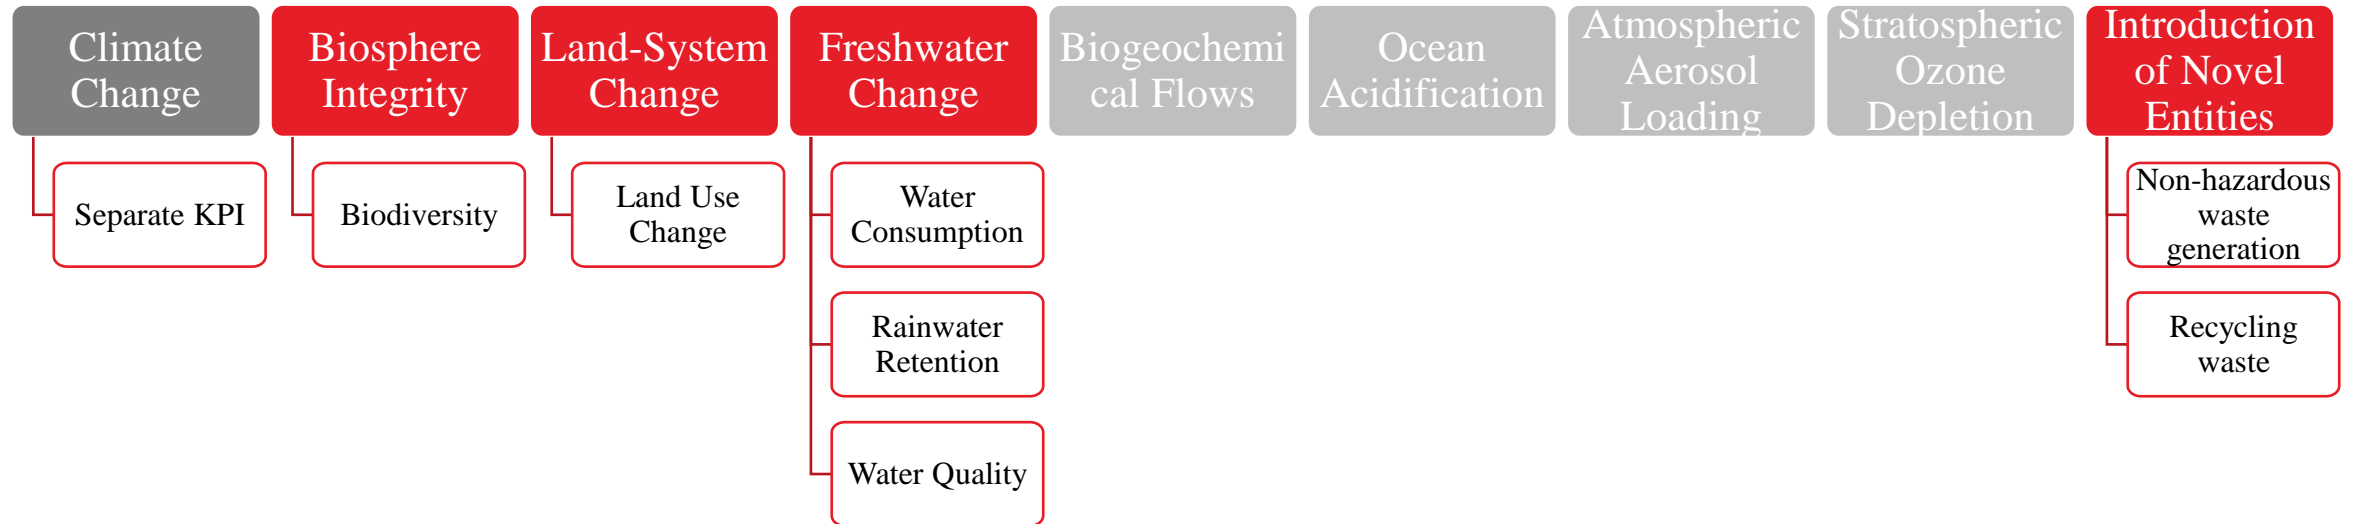 Climate
Change
Biosphere
Integrity
Land-System
Change
Freshwater
Change
Biogeochemi
cal Flows
Ocean
Acidification
Atmospheric
Aerosol
Loading
Stratospheric
Ozone
Depletion
Introduction
of Novel
Entities
Separate KPI
Biodiversity
Land Use
Change
Water
Consumption
Rainwater
Retention
Water Quality
Non-hazardous
waste
generation
Recycling
waste